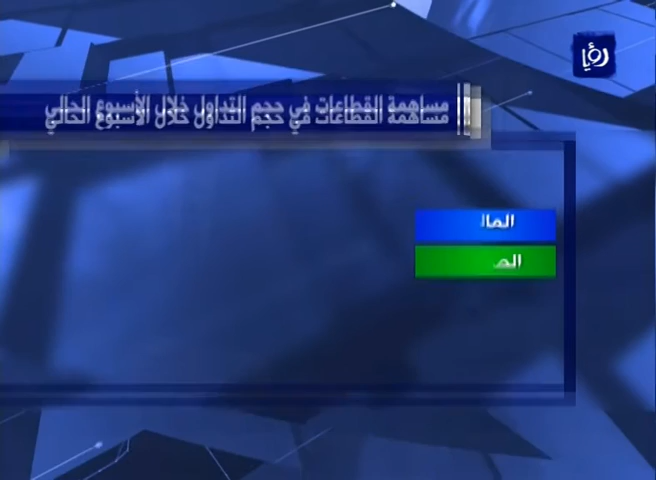 رؤيا
مساهمة القطاعات في حجم التداول خلال الأسبوع الحالي